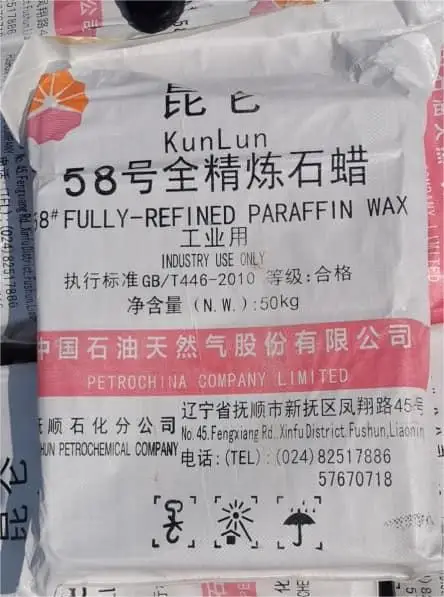 昆仑
KunLun
58号全精炼石蜡
8# FULLY-REFINED PARAFFIN WAX
工业用
INDUSTRY USE ONLY
执行标准GB/T446-2010 等级:合格
净含量(N.W.):50kg
中国石油天然气股份有限公司
PETROCHINA COMPANY LIMITED
抚顺石化分公司
SHUN PETROCHEMICAL COMPANY
辽宁省抚顺市新抚区凤翔路45号
No.45.Fengxiang Rd., Xinfu District.Fushun,Liaonin
电话:(TEL):(024)82517886
57670718